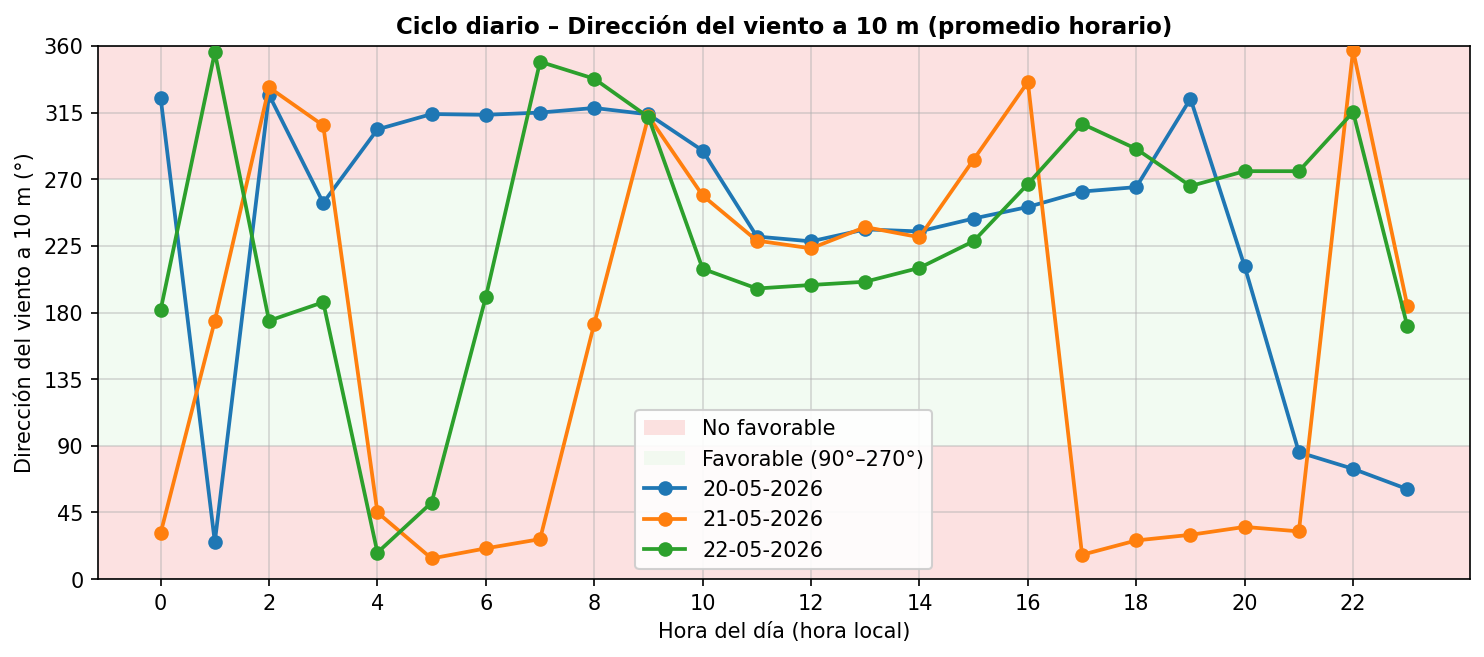 Ciclo diario – Dirección del viento a 10 m (promedio horario)
Dirección del viento a 10 m (°)
360
315
270
225
180
135
90
45
0
No favorable
Favorable (90°–270°)
20-05-2026
21-05-2026
22-05-2026
0 2 4 6 8 10 12 14 16 18 20 22
Hora del día (hora local)